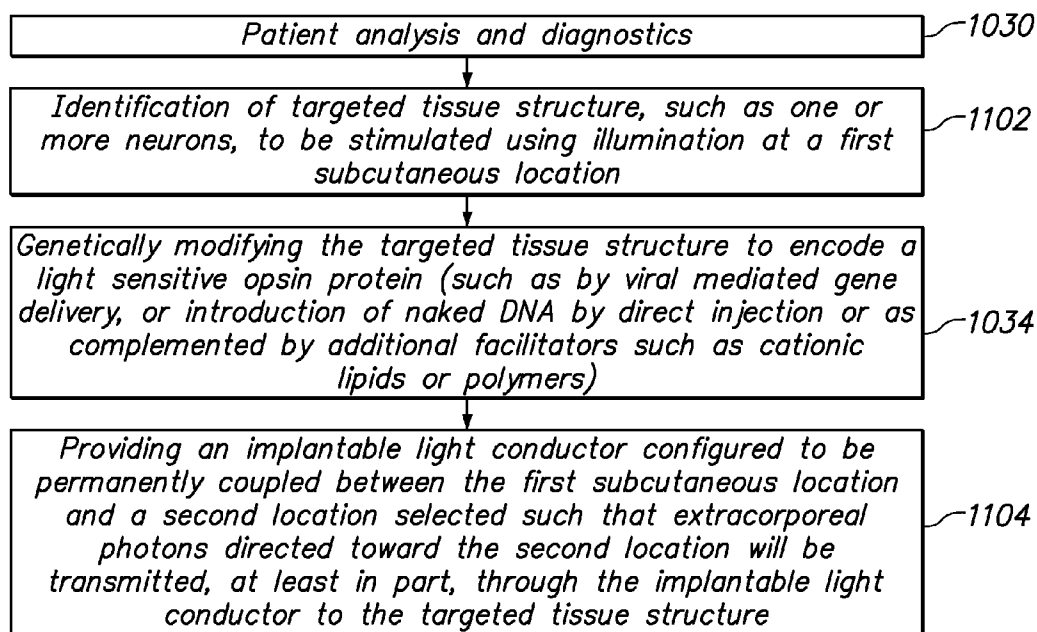 Patient analysis and diagnostics
1030
Identification of targeted tissue structure, such as one or
more neurons, to be stimulated using illumination at a first
subcutaneous location
1102
Genetically modifying the targeted tissue structure to encode a
light sensitive opsin protein (such as by viral mediated gene
delivery, or introduction of naked DNA by direct injection or as
complemented by additional facilitators such as cationic
lipids or polymers)
1034
Providing an implantable light conductor configured to be
permanently coupled between the first subcutaneous location
and a second location selected such that extracorporeal
photons directed toward the second location will be
transmitted, at least in part, through the implantable light
conductor to the targeted tissue structure
1104